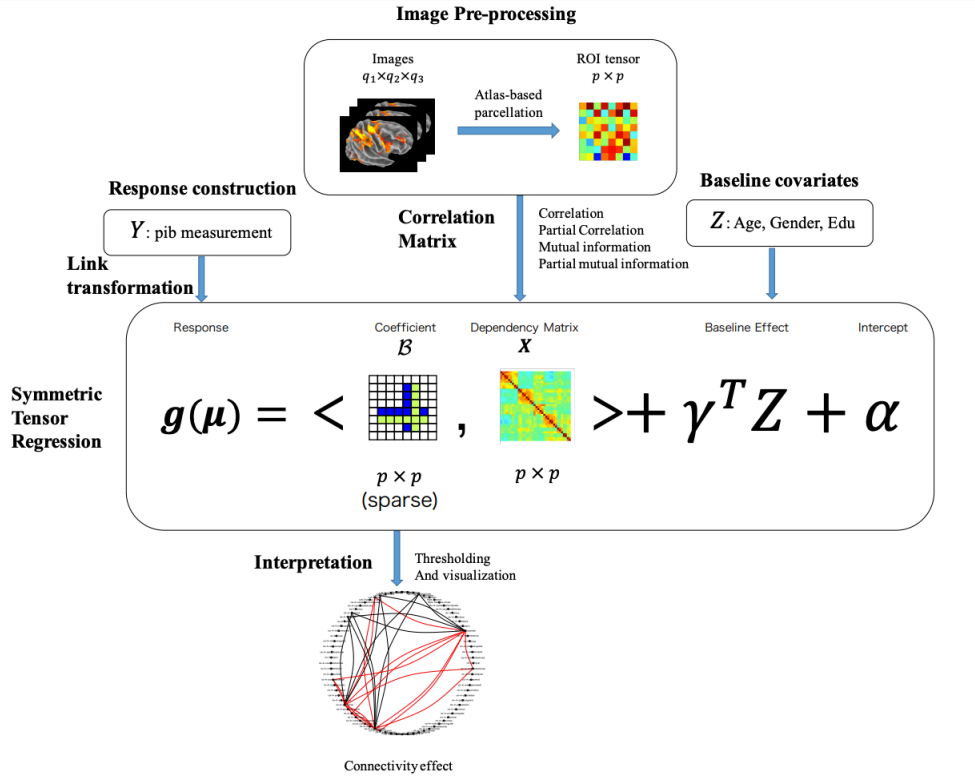 Image Pre-processing
Images
q₁×q₂×q₃
ROI tensor
p × p
Atlas-based
parcellation
Response construction
Y: pib measurement
Baseline covariates
Z: Age, Gender, Edu
Correlation
Matrix
Correlation
Partial Correlation
Mutual information
Partial mutual information
Link
transformation
Response
Coefficient
ℬ
Dependency Matrix
X
Baseline Effect
Intercept
Symmetric
Tensor
Regression
g(μ) = < , > + γᵀZ + α
p × p
(sparse)
p × p
Interpretation
Thresholding
And visualization
Connectivity effect